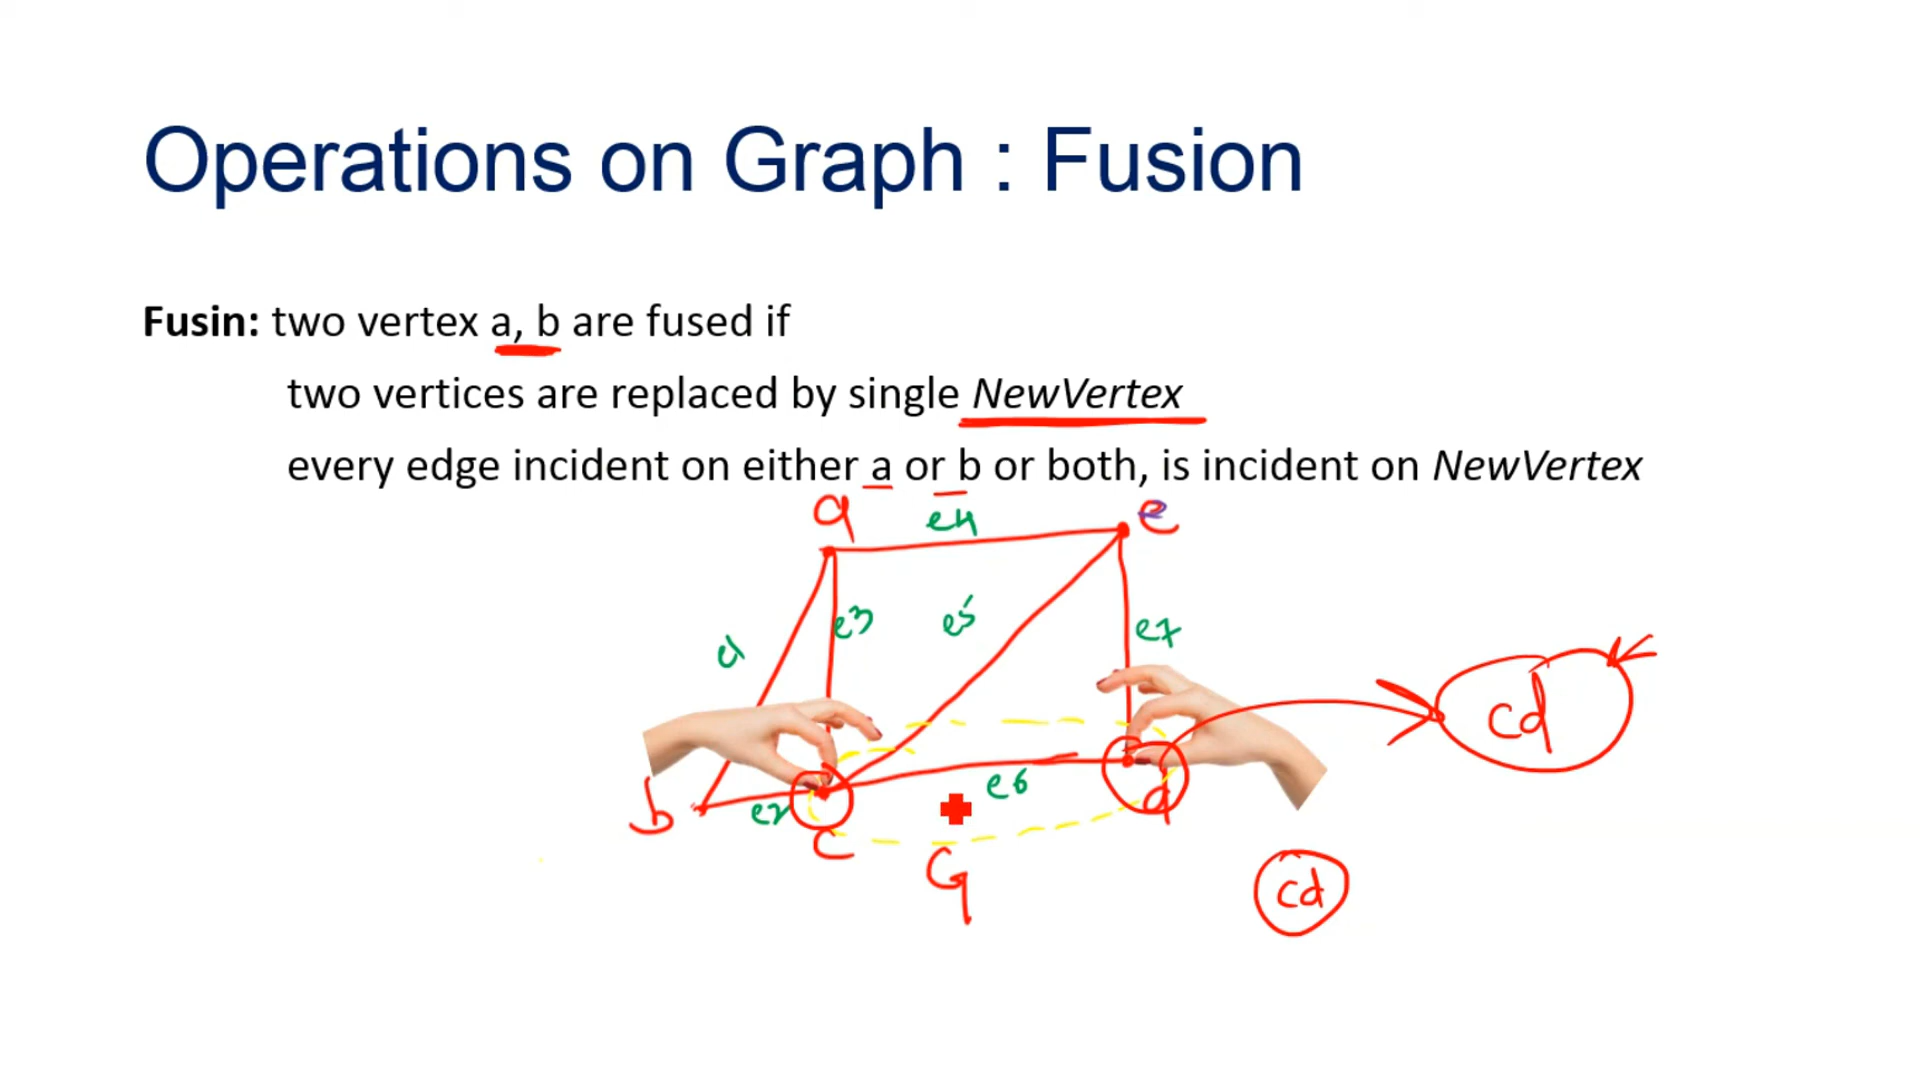 Operations on Graph : Fusion
Fusin: two vertex a, b are fused if
two vertices are replaced by single NewVertex
every edge incident on either a or b or both, is incident on NewVertex
a e4 e
e3 e5 e7
e1
cd
b e2 e6 d
c
G
cd